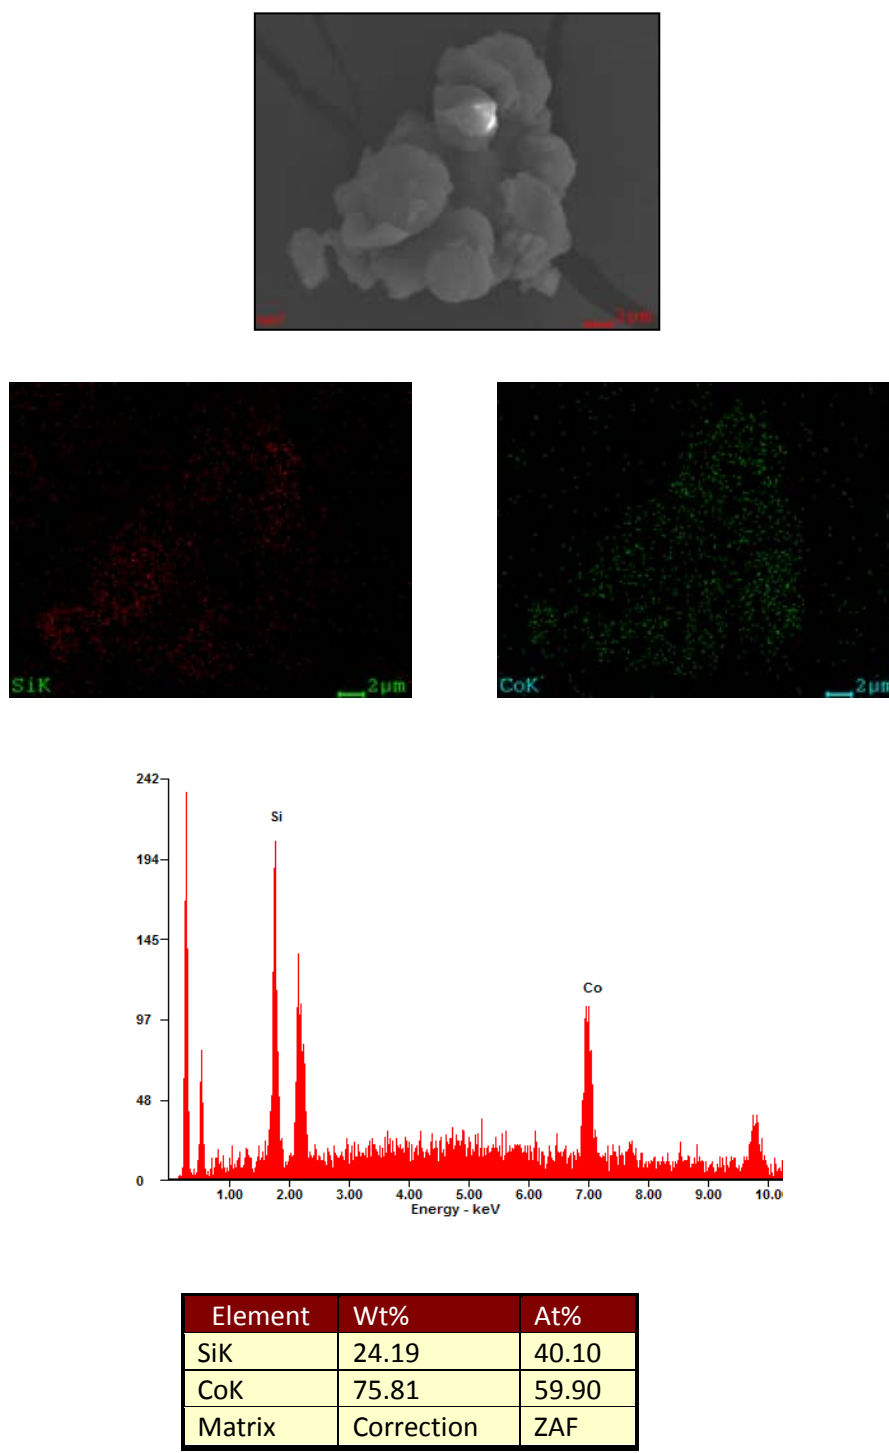 2µm
SiK 2µm
CoK 2µm
242
194
145
97
48
0
Si
Co
1.00 2.00 3.00 4.00 5.00 6.00 7.00 8.00 9.00 10.0
Energy - keV
Element Wt% At%
SiK 24.19 40.10
CoK 75.81 59.90
Matrix Correction ZAF